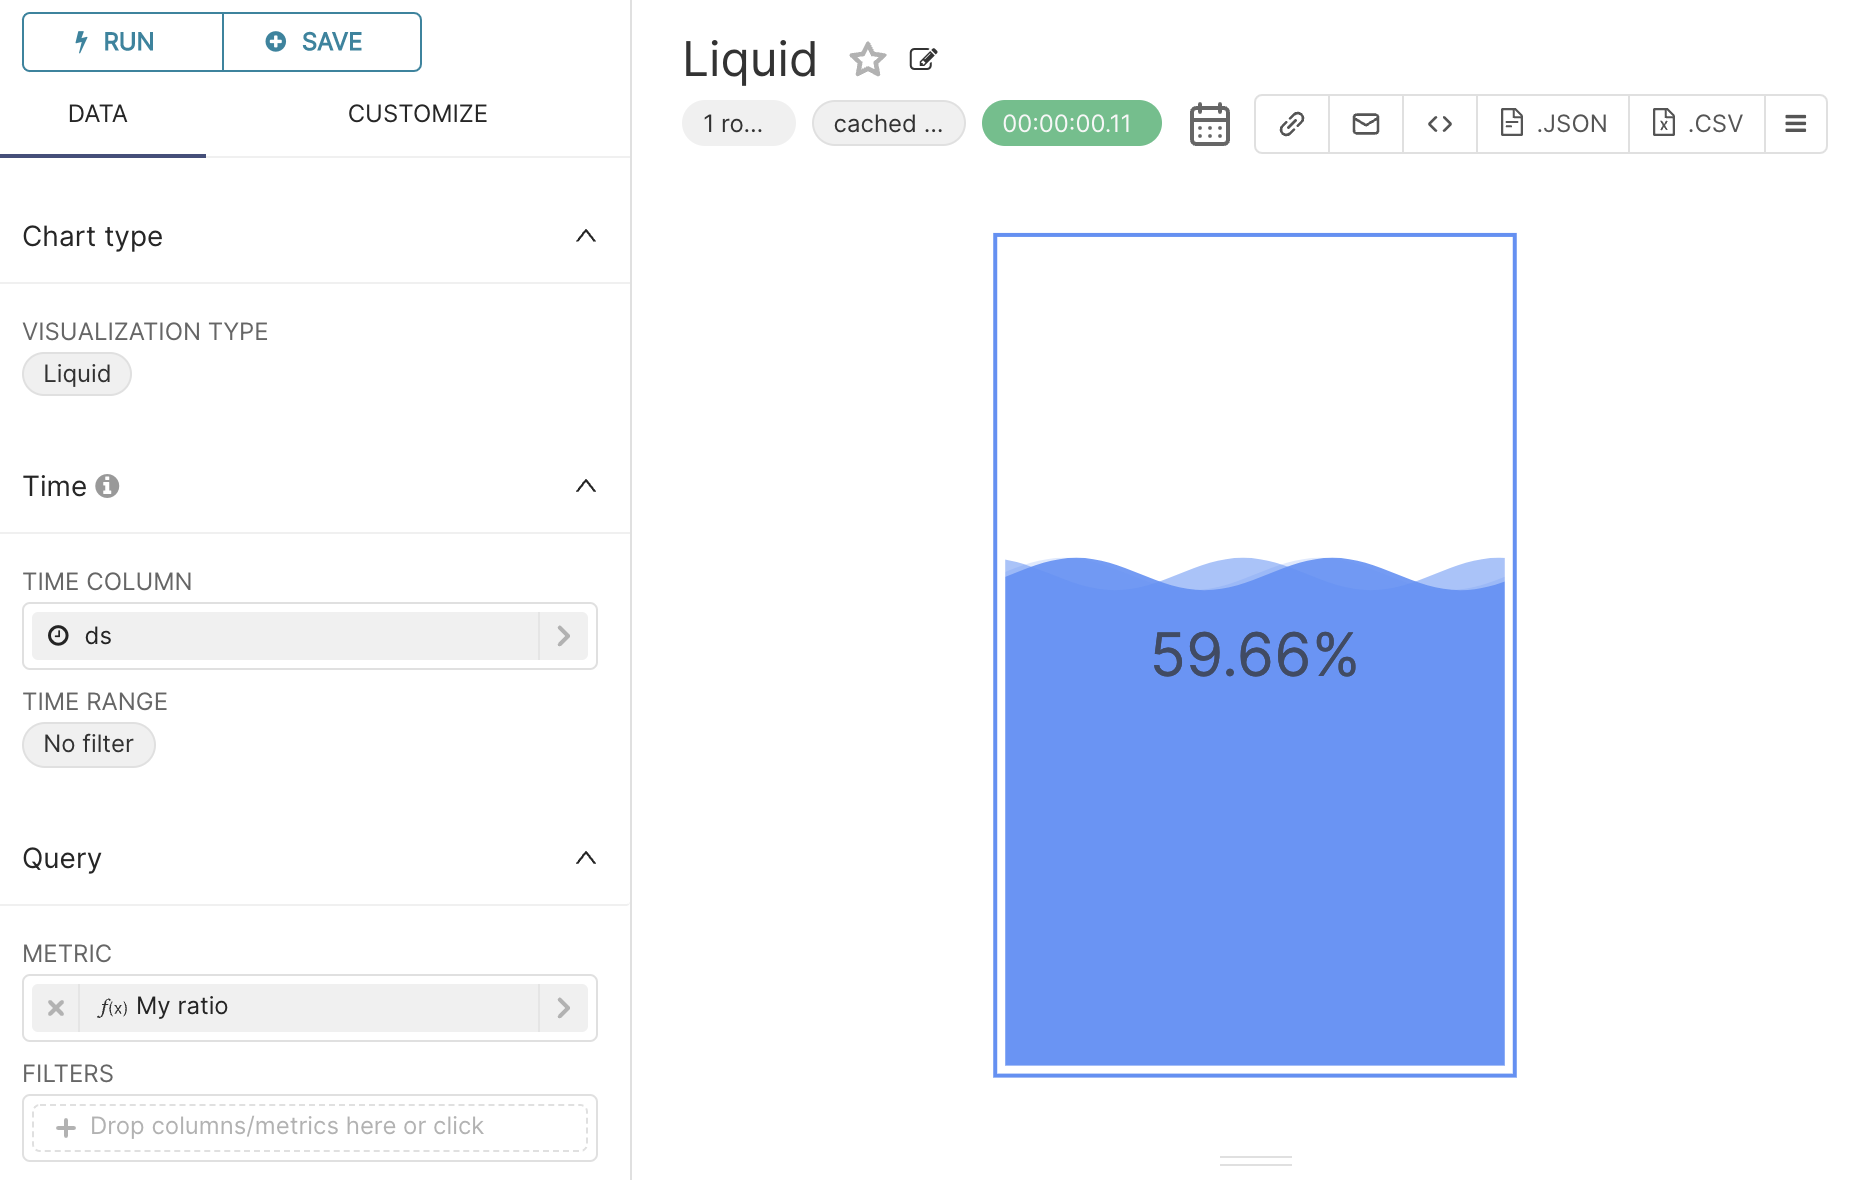 RUN
SAVE
DATA
CUSTOMIZE
Chart type
VISUALIZATION TYPE
Liquid
Time
TIME COLUMN
ds
TIME RANGE
No filter
Query
METRIC
f(x) My ratio
FILTERS
Drop columns/metrics here or click
Liquid
1 ro...
cached ...
00:00:00.11
.JSON
.CSV
59.66%